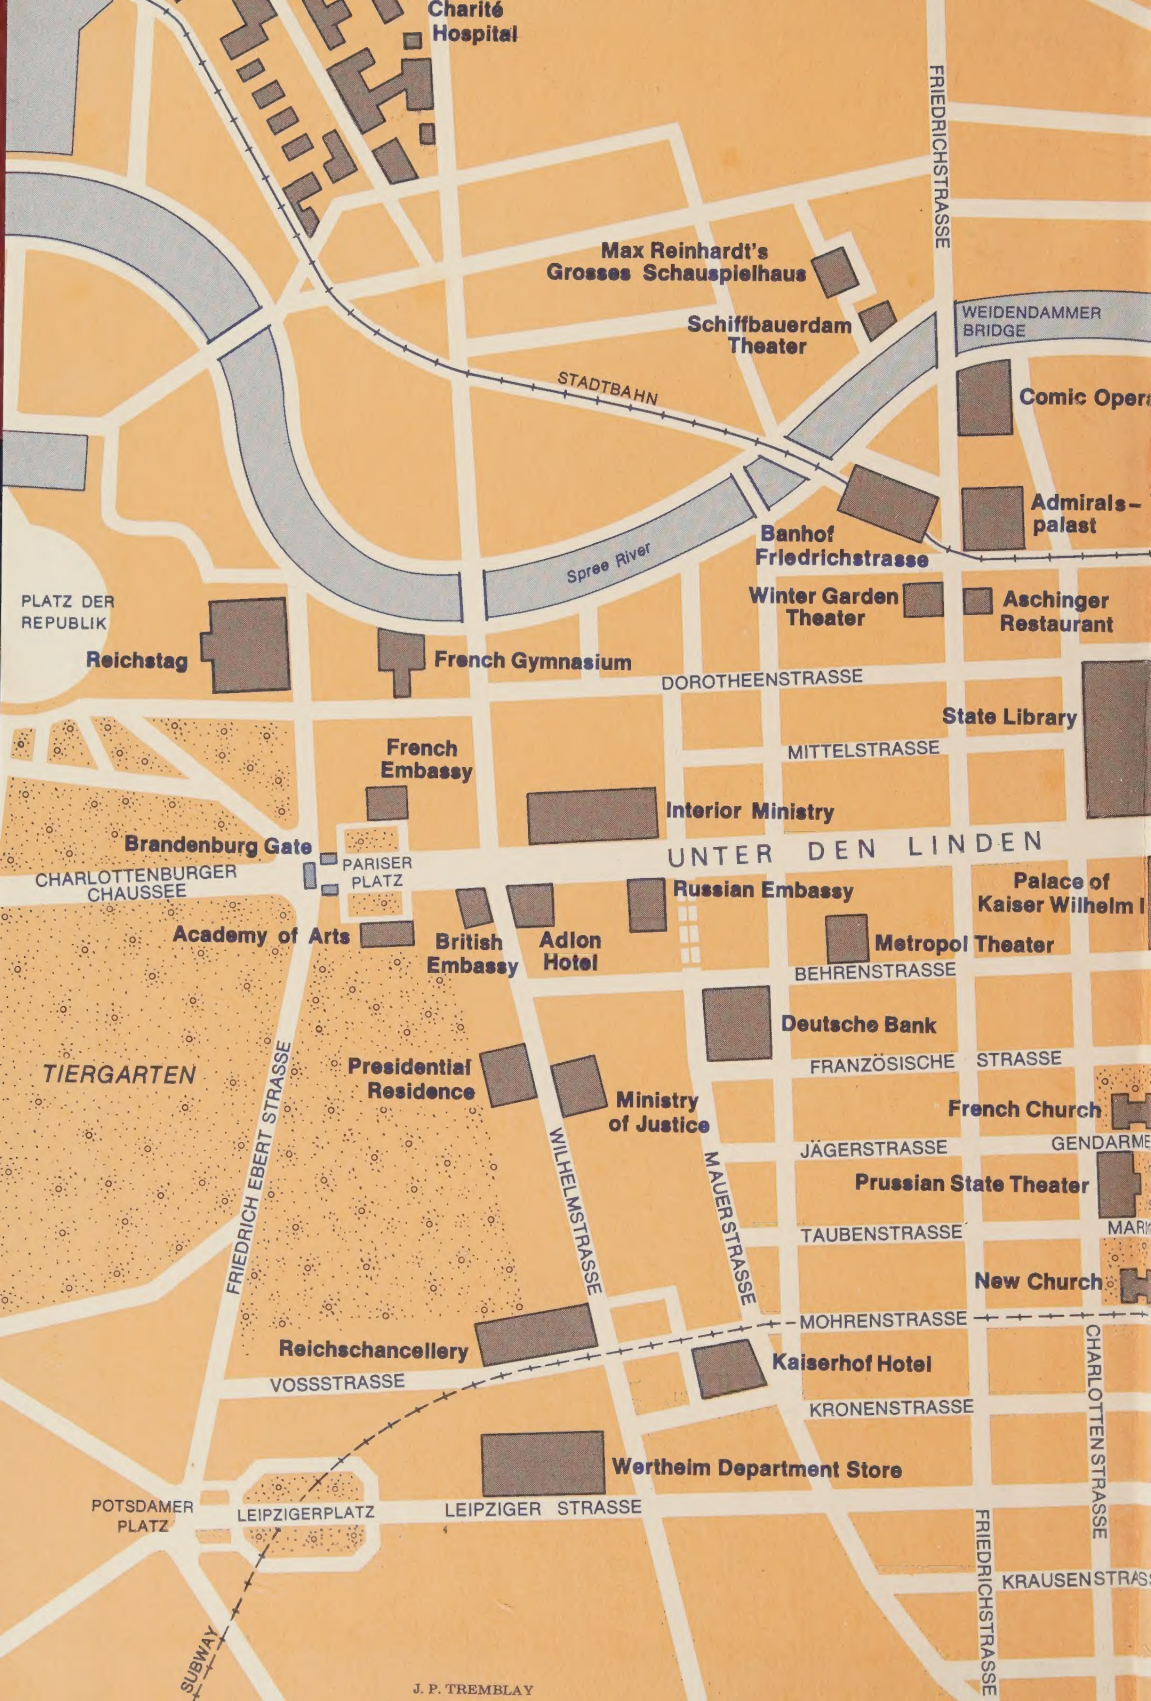 Charité
Hospital
FRIEDRICHSTRASSE
Max Reinhardt's
Grosses Schauspielhaus
Schiffbauerdam
Theater
WEIDENDAMMER
BRIDGE
STADTBAHN
Comic Opera
Admirals-
palast
Banhof
Friedrichstrasse
Spree River
Winter Garden
Theater
Aschinger
Restaurant
PLATZ DER
REPUBLIK
Reichstag
French Gymnasium
DOROTHEENSTRASSE
State Library
MITTELSTRASSE
French
Embassy
Interior Ministry
Brandenburg Gate
UNTER DEN LINDEN
PARISER
PLATZ
CHARLOTTENBURGER
CHAUSSEE
Russian Embassy
Palace of
Kaiser Wilhelm I
Academy of Arts
British
Embassy
Adlon
Hotel
Metropol Theater
BEHRENSTRASSE
Deutsche Bank
TIERGARTEN
Presidential
Residence
FRANZÖSISCHE STRASSE
Ministry
of Justice
French Church
FRIEDRICH EBERT STRASSE
WILHELMSTRASSE
MAUERSTRASSE
JÄGERSTRASSE
GENDARME
Prussian State Theater
TAUBENSTRASSE
MARK
New Church
MOHRENSTRASSE
Reichschancellery
Kaiserhof Hotel
VOSSSTRASSE
CHARLOTTENSTRASSE
KRONENSTRASSE
Wertheim Department Store
POTSDAMER
PLATZ
LEIPZIGERPLATZ
LEIPZIGER STRASSE
FRIEDRICHSTRASSE
KRAUSENSTRASS
SUBWAY
J. P. TREMBLAY